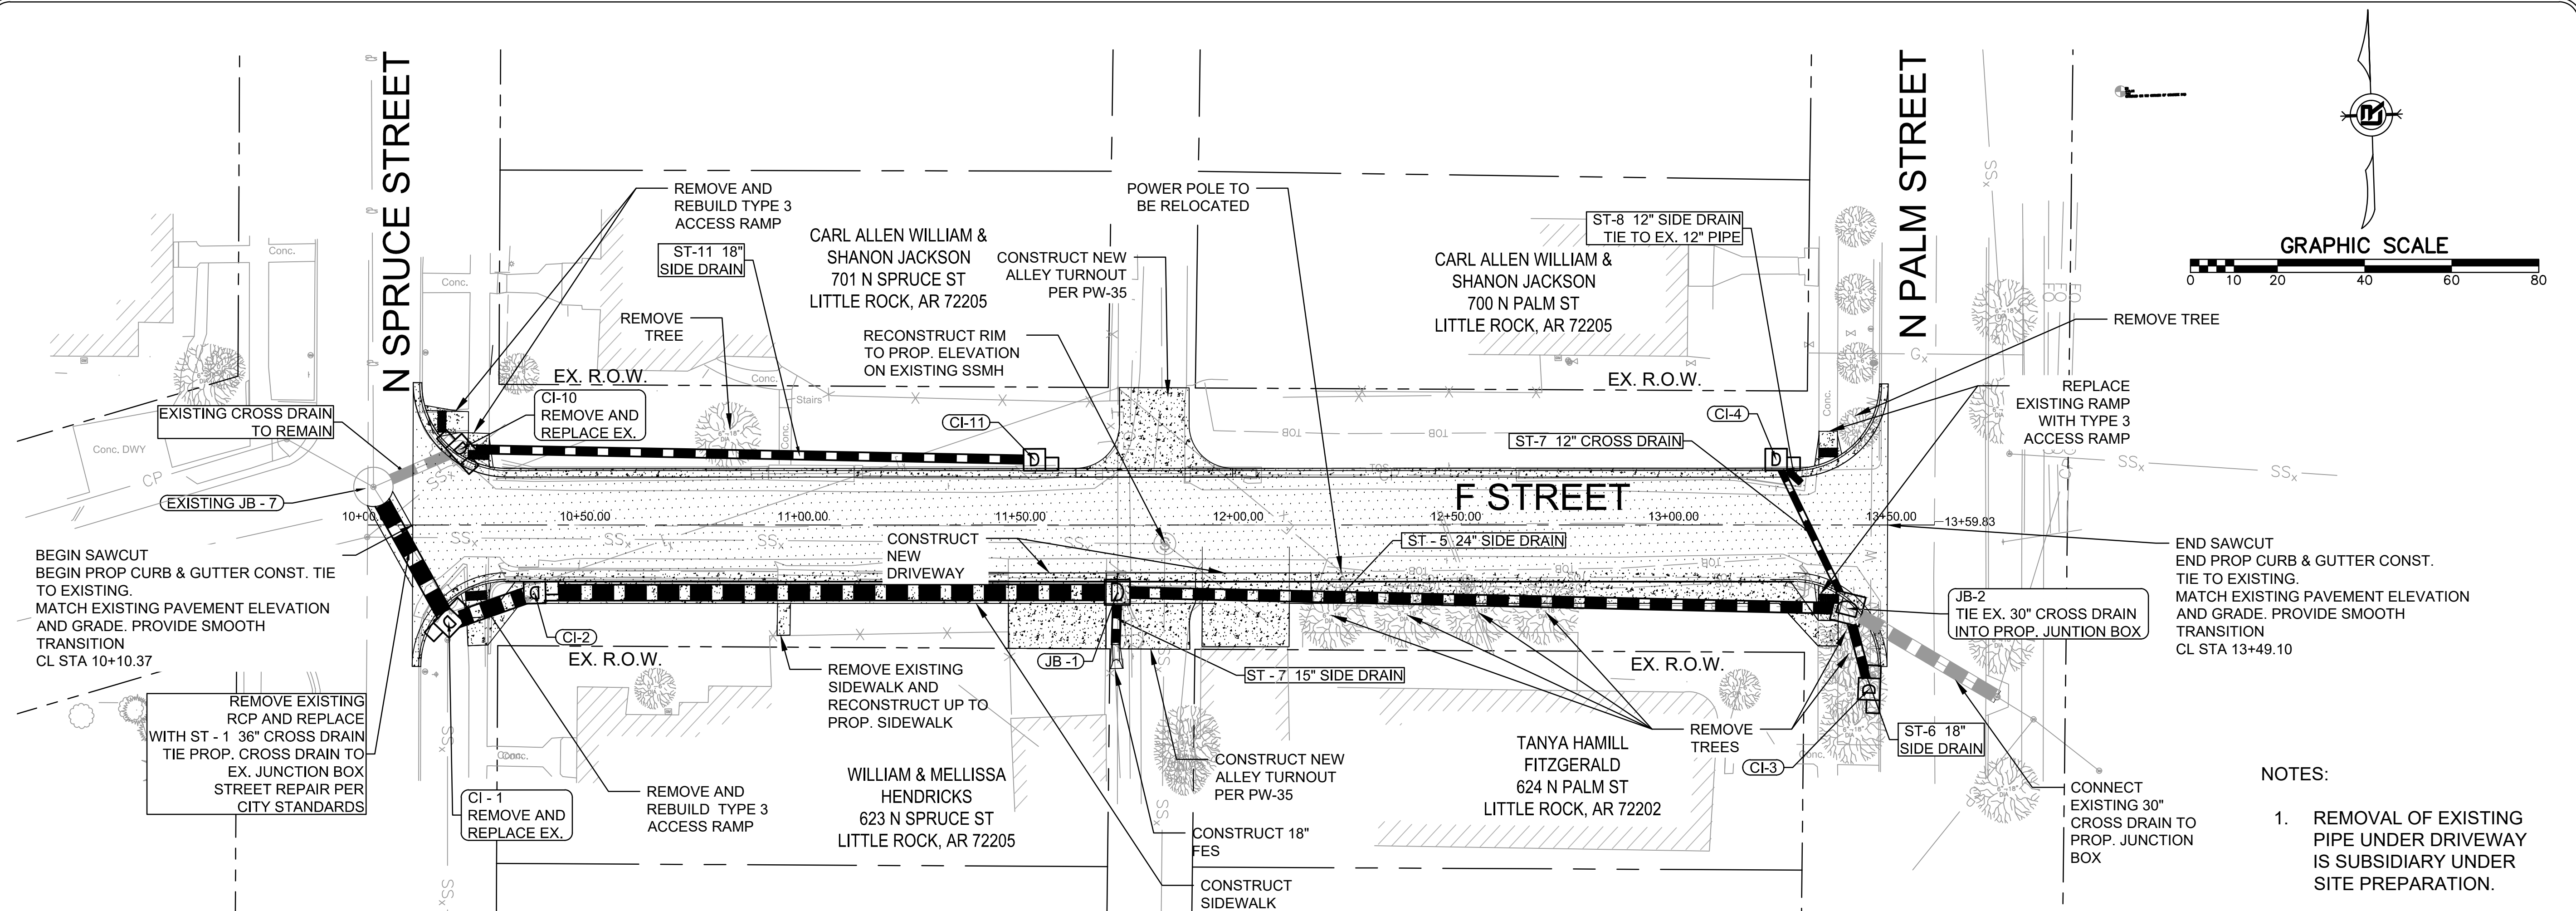 N SPRUCE STREET
N PALM STREET
F STREET
GRAPHIC SCALE
0 10 20 40 60 80
REMOVE AND
REBUILD TYPE 3
ACCESS RAMP
ST-11 18"
SIDE DRAIN
CARL ALLEN WILLIAM &
SHANON JACKSON
701 N SPRUCE ST
LITTLE ROCK, AR 72205
REMOVE
TREE
CONSTRUCT NEW
ALLEY TURNOUT
PER PW-35
RECONSTRUCT RIM
TO PROP. ELEVATION
ON EXISTING SSMH
POWER POLE TO
BE RELOCATED
ST-8 12" SIDE DRAIN
TIE TO EX. 12" PIPE
CARL ALLEN WILLIAM &
SHANON JACKSON
700 N PALM ST
LITTLE ROCK, AR 72205
REMOVE TREE
REPLACE
EXISTING RAMP
WITH TYPE 3
ACCESS RAMP
EX. R.O.W.
EX. R.O.W.
EXISTING CROSS DRAIN
TO REMAIN
CI-10
REMOVE AND
REPLACE EX.
CI-11
CI-4
ST-7 12" CROSS DRAIN
Conc.
Conc.
Conc.
Conc.
Conc.
Stairs
Conc. DWY
CP
EXISTING JB - 7
10+00.00
10+50.00
11+00.00
11+50.00
12+00.00
12+50.00
13+00.00
13+50.00
13+59.83
BEGIN SAWCUT
BEGIN PROP CURB & GUTTER CONST. TIE
TO EXISTING.
MATCH EXISTING PAVEMENT ELEVATION
AND GRADE. PROVIDE SMOOTH
TRANSITION
CL STA 10+10.37
CONSTRUCT
NEW
DRIVEWAY
ST - 5 24" SIDE DRAIN
END SAWCUT
END PROP CURB & GUTTER CONST.
TIE TO EXISTING.
MATCH EXISTING PAVEMENT ELEVATION
AND GRADE. PROVIDE SMOOTH
TRANSITION
CL STA 13+49.10
JB-2
TIE EX. 30" CROSS DRAIN
INTO PROP. JUNTION BOX
CI-2
EX. R.O.W.
JB -1
EX. R.O.W.
ST - 7 15" SIDE DRAIN
REMOVE EXISTING
SIDEWALK AND
RECONSTRUCT UP TO
PROP. SIDEWALK
REMOVE EXISTING
RCP AND REPLACE
WITH ST - 1 36" CROSS DRAIN
TIE PROP. CROSS DRAIN TO
EX. JUNCTION BOX
STREET REPAIR PER
CITY STANDARDS
CI - 1
REMOVE AND
REPLACE EX.
REMOVE AND
REBUILD TYPE 3
ACCESS RAMP
WILLIAM & MELLISSA
HENDRICKS
623 N SPRUCE ST
LITTLE ROCK, AR 72205
CONSTRUCT NEW
ALLEY TURNOUT
PER PW-35
CONSTRUCT 18"
FES
CONSTRUCT
SIDEWALK
TANYA HAMILL
FITZGERALD
624 N PALM ST
LITTLE ROCK, AR 72202
REMOVE
TREES
CI-3
ST-6 18"
SIDE DRAIN
CONNECT
EXISTING 30"
CROSS DRAIN TO
PROP. JUNCTION
BOX
NOTES:
1. REMOVAL OF EXISTING
PIPE UNDER DRIVEWAY
IS SUBSIDIARY UNDER
SITE PREPARATION.